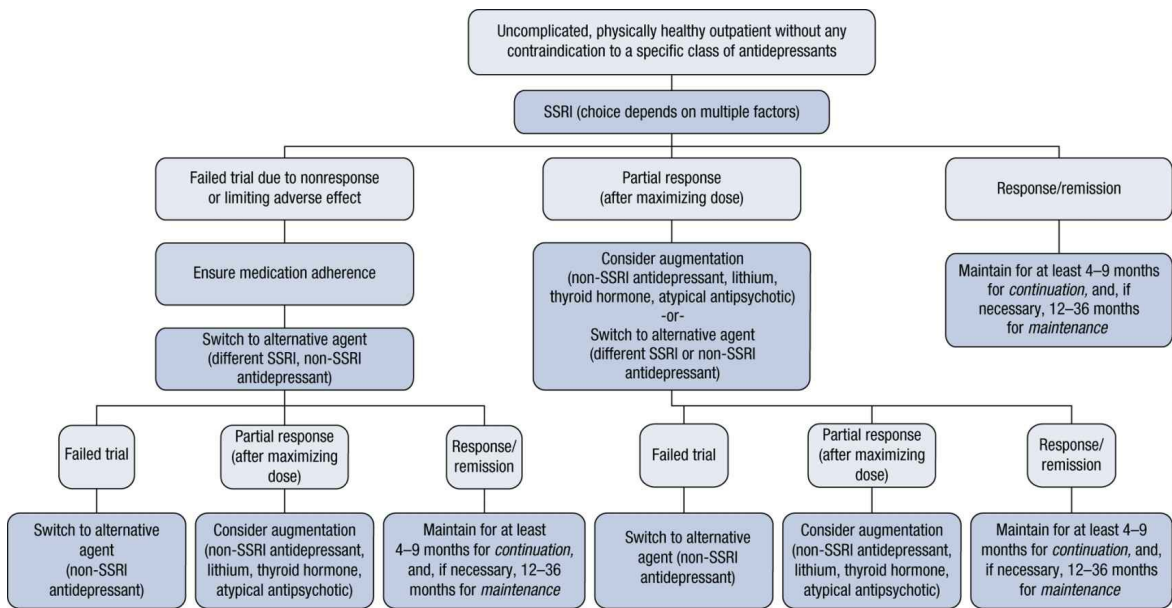 Uncomplicated, physically healthy outpatient without any
contraindication to a specific class of antidepressants
SSRI (choice depends on multiple factors)
Failed trial due to nonresponse
or limiting adverse effect
Partial response
(after maximizing dose)
Response/remission
Ensure medication adherence
Consider augmentation
(non-SSRI antidepressant, lithium,
thyroid hormone, atypical antipsychotic)
-or-
Switch to alternative agent
(different SSRI or non-SSRI
antidepressant)
Maintain for at least 4–9 months
for continuation, and, if
necessary, 12–36 months
for maintenance
Switch to alternative agent
(different SSRI, non-SSRI
antidepressant)
Failed trial
Partial response
(after maximizing
dose)
Response/
remission
Failed trial
Partial response
(after maximizing
dose)
Response/
remission
Switch to alternative
agent
(non-SSRI
antidepressant)
Consider augmentation
(non-SSRI antidepressant,
lithium, thyroid hormone,
atypical antipsychotic)
Maintain for at least
4–9 months for continuation,
and, if necessary, 12–36
months for maintenance
Switch to alternative
agent (non-SSRI
antidepressant)
Consider augmentation
(non-SSRI antidepressant,
lithium, thyroid hormone,
atypical antipsychotic)
Maintain for at least 4–9
months for continuation, and,
if necessary, 12–36 months
for maintenance